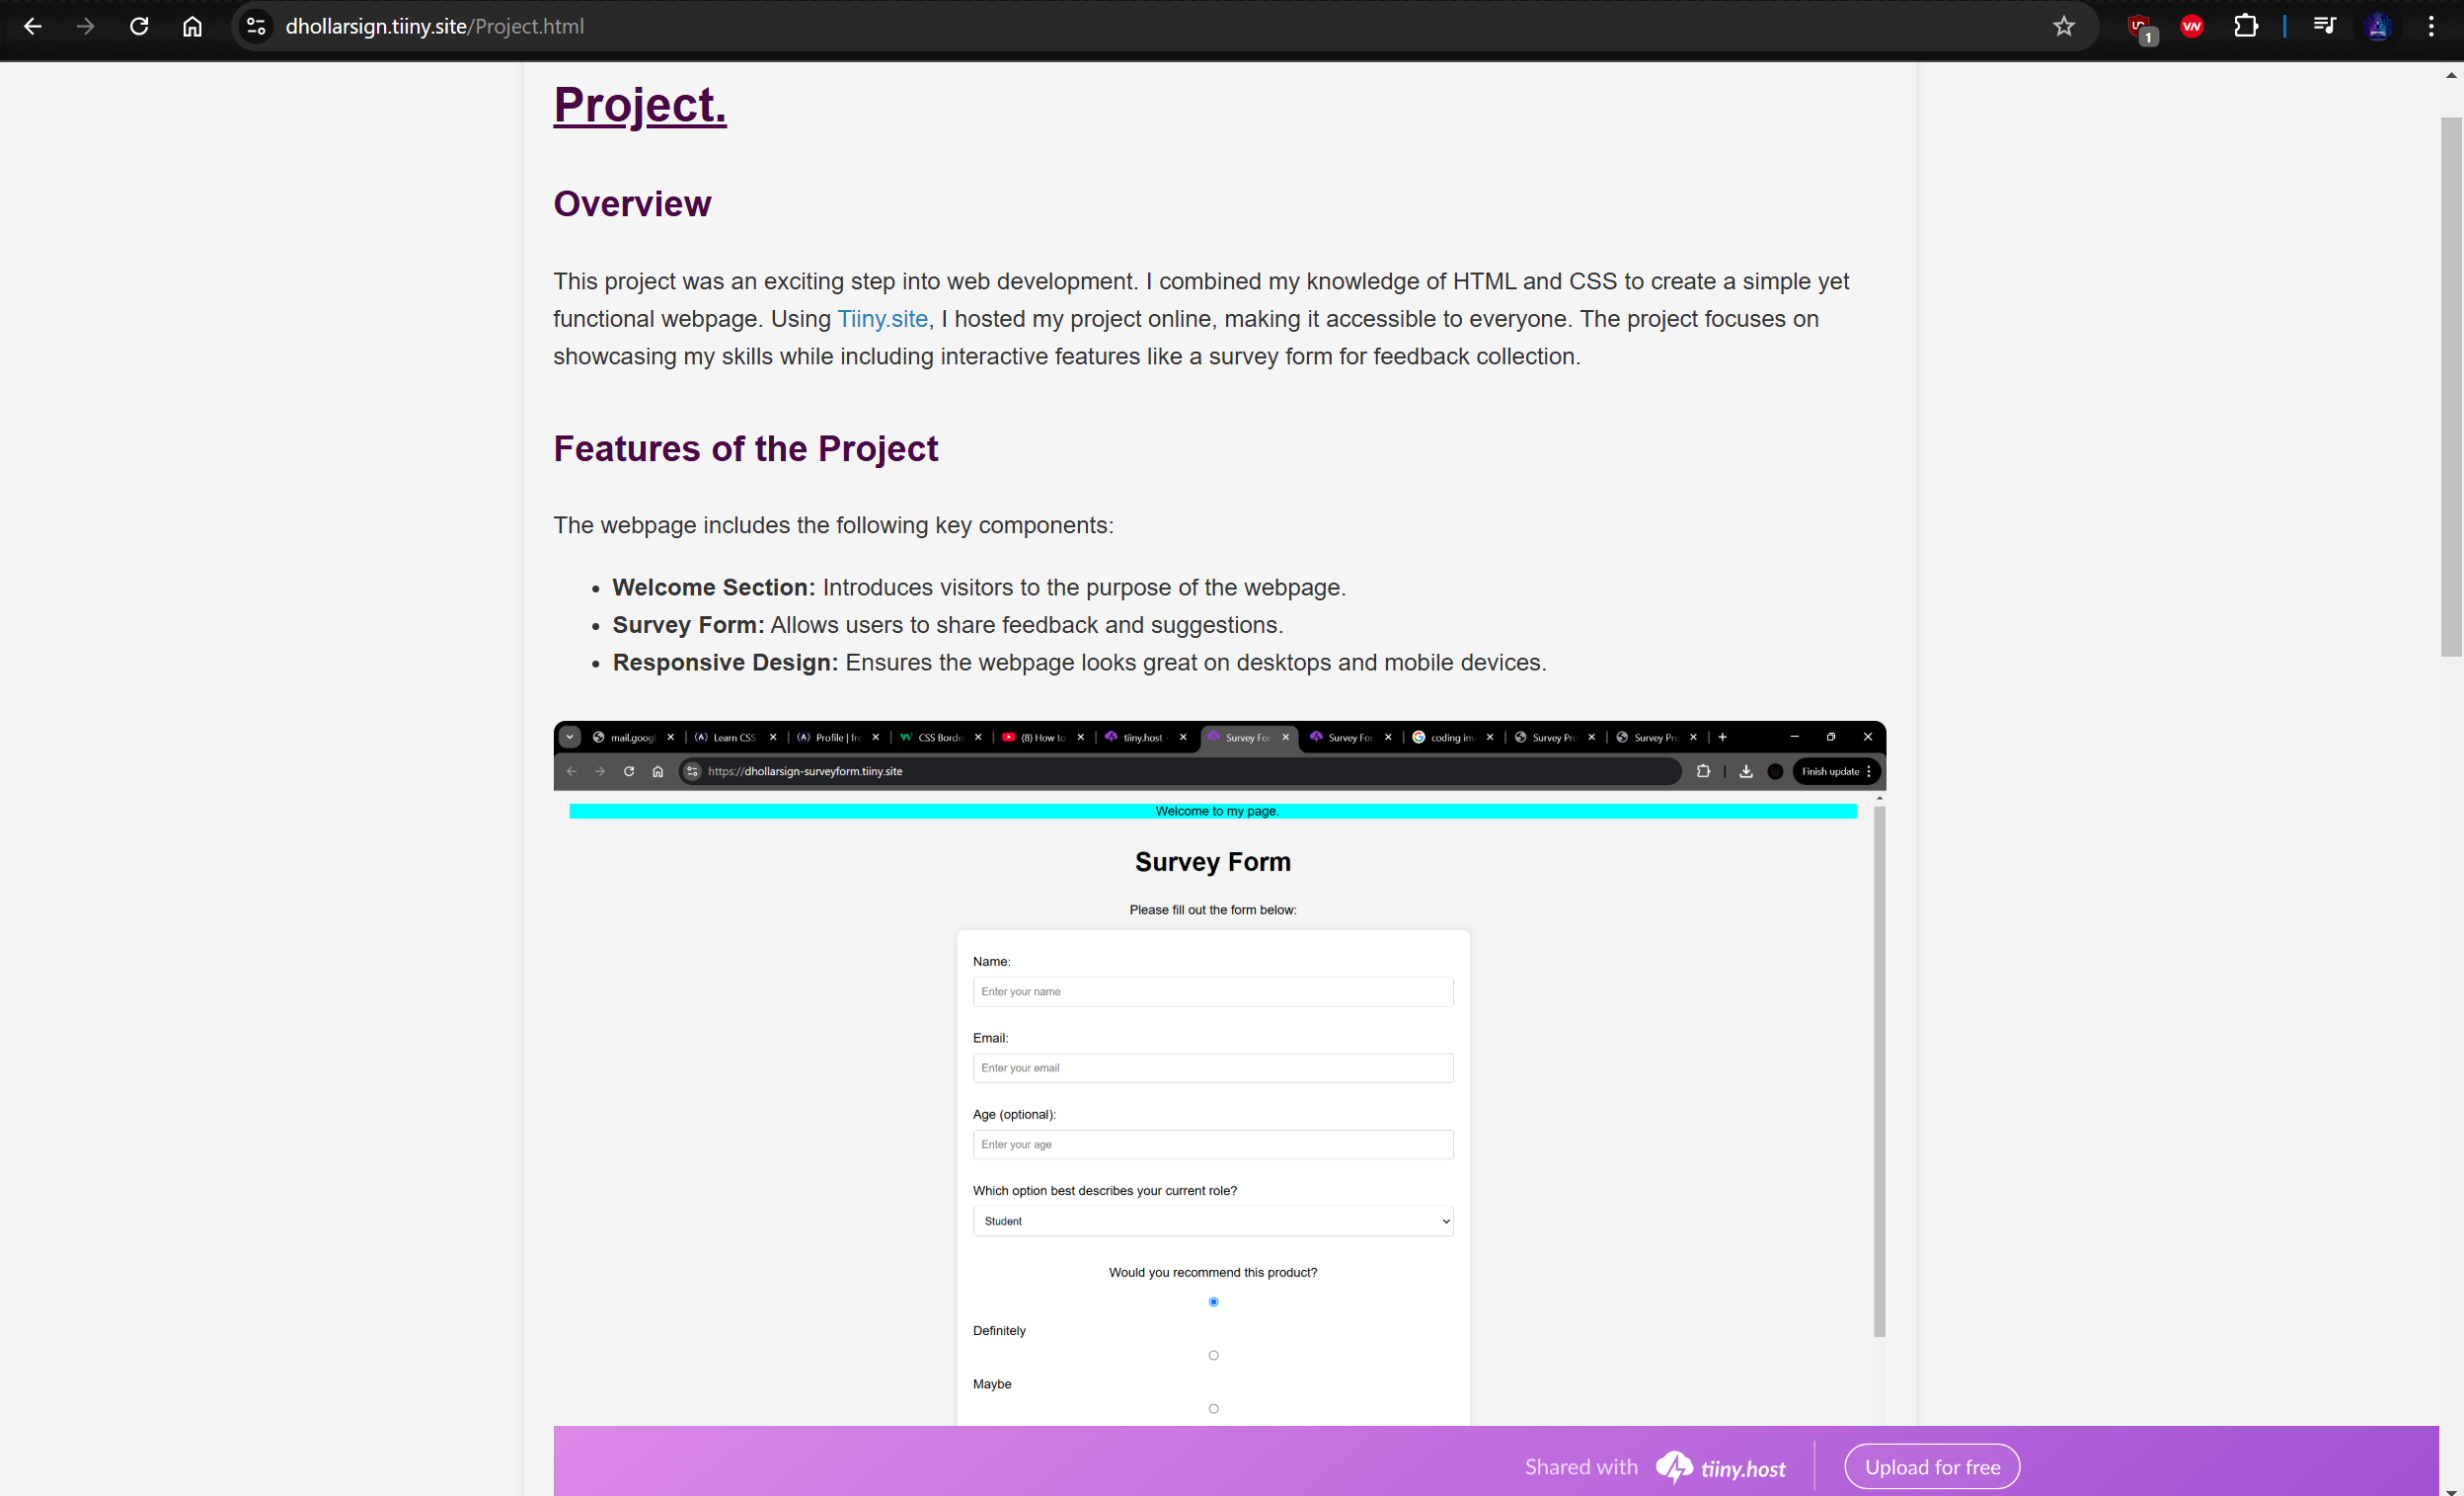 dhollarsign.tiiny.site/Project.html
1
Project.
Overview
This project was an exciting step into web development. I combined my knowledge of HTML and CSS to create a simple yet
functional webpage. Using Tiiny.site, I hosted my project online, making it accessible to everyone. The project focuses on
showcasing my skills while including interactive features like a survey form for feedback collection.
Features of the Project
The webpage includes the following key components:
• Welcome Section: Introduces visitors to the purpose of the webpage.
• Survey Form: Allows users to share feedback and suggestions.
• Responsive Design: Ensures the webpage looks great on desktops and mobile devices.
mail.googl Learn CSS Profile | fr CSS Borde (8) How to tiiny.host - Survey For Survey For coding im Survey Pro Survey Pro
https://dhollarsign-surveyform.tiiny.site Finish update
Welcome to my page.
Survey Form
Please fill out the form below:
Name:
Enter your name
Email:
Enter your email
Age (optional):
Enter your age
Which option best describes your current role?
Student
Would you recommend this product?
Definitely
Maybe
Shared with tiiny.host Upload for free